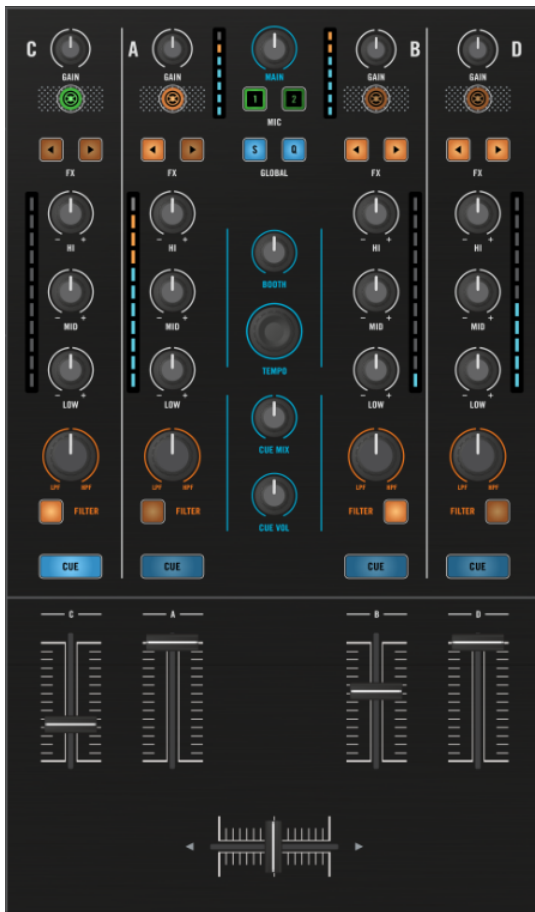 C A B D
GAIN GAIN MAIN GAIN GAIN
1 2
MIC
S Q
FX FX GLOBAL FX FX
HI HI HI HI
BOOTH
MID MID MID MID
TEMPO
LOW LOW LOW LOW
CUE MIX
LPF HPF LPF HPF LPF HPF LPF HPF
FILTER FILTER FILTER FILTER
CUE VOL
CUE CUE CUE CUE
C A B D